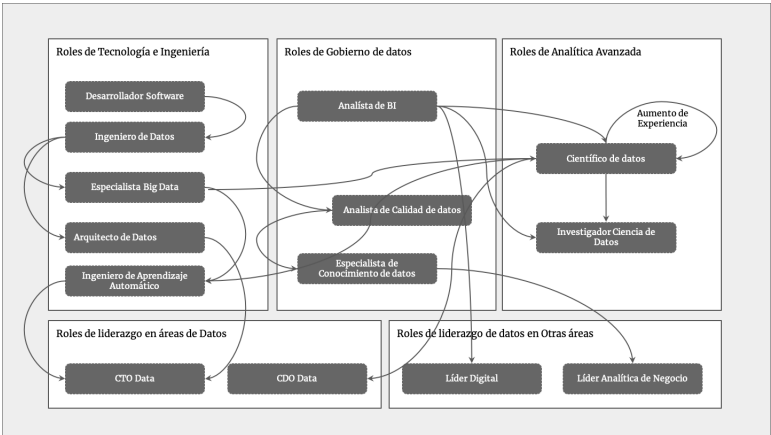 Roles de Tecnología e Ingeniería
Desarrollador Software
Ingeniero de Datos
Especialista Big Data
Arquitecto de Datos
Ingeniero de Aprendizaje
Automático
Roles de Gobierno de datos
Analísta de BI
Analista de Calidad de datos
Especialista de
Conocimiento de datos
Roles de Analítica Avanzada
Aumento de
Experiencia
Científico de datos
Investigador Ciencia de
Datos
Roles de liderazgo en áreas de Datos
CTO Data
CDO Data
Roles de liderazgo de datos en Otras áreas
Líder Digital
Líder Analítica de Negocio